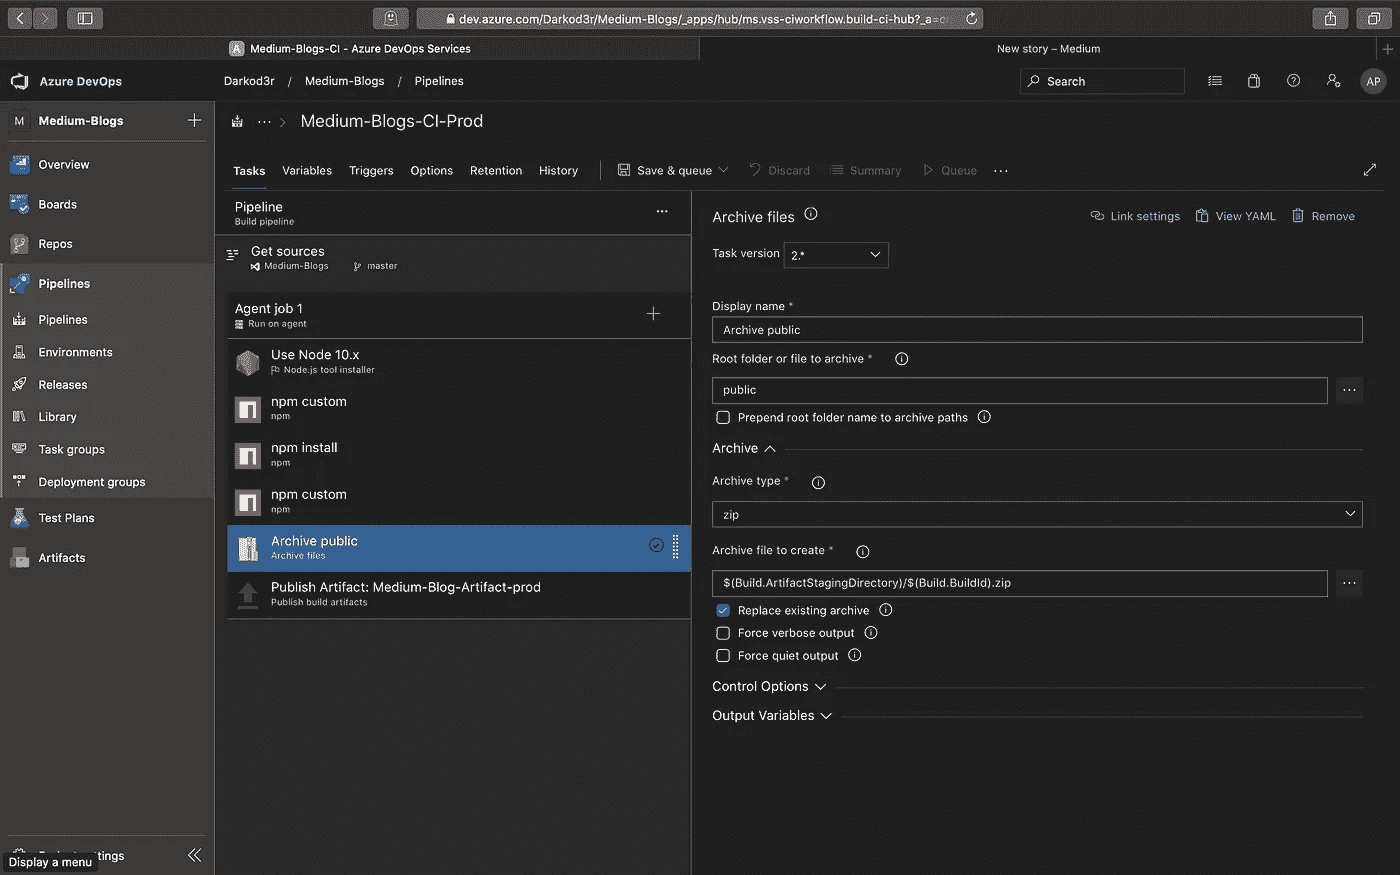 dev.azure.com/Darkod3r/Medium-Blogs/_apps/hub/ms.vss-ciworkflow.build-ci-hub?_a=
A Medium-Blogs-CI - Azure DevOps Services
New story – Medium
Azure DevOps
Darkod3r / Medium-Blogs / Pipelines
Search
AP
M Medium-Blogs
Overview
Boards
Repos
Pipelines
Pipelines
Environments
Releases
Library
Task groups
Deployment groups
Test Plans
Artifacts
Display a menu
... > Medium-Blogs-CI-Prod
Tasks Variables Triggers Options Retention History Save & queue Discard Summary Queue ...
Pipeline
Build pipeline
Get sources
Medium-Blogs master
Agent job 1
Run on agent
Use Node 10.x
Node.js tool installer
npm custom
npm
npm install
npm
npm custom
npm
Archive public
Archive files
Publish Artifact: Medium-Blog-Artifact-prod
Publish build artifacts
Archive files
Link settings View YAML Remove
Task version 2.*
Display name *
Archive public
Root folder or file to archive *
public
Prepend root folder name to archive paths
Archive
Archive type *
zip
Archive file to create *
$(Build.ArtifactStagingDirectory)/$(Build.BuildId).zip
Replace existing archive
Force verbose output
Force quiet output
Control Options
Output Variables